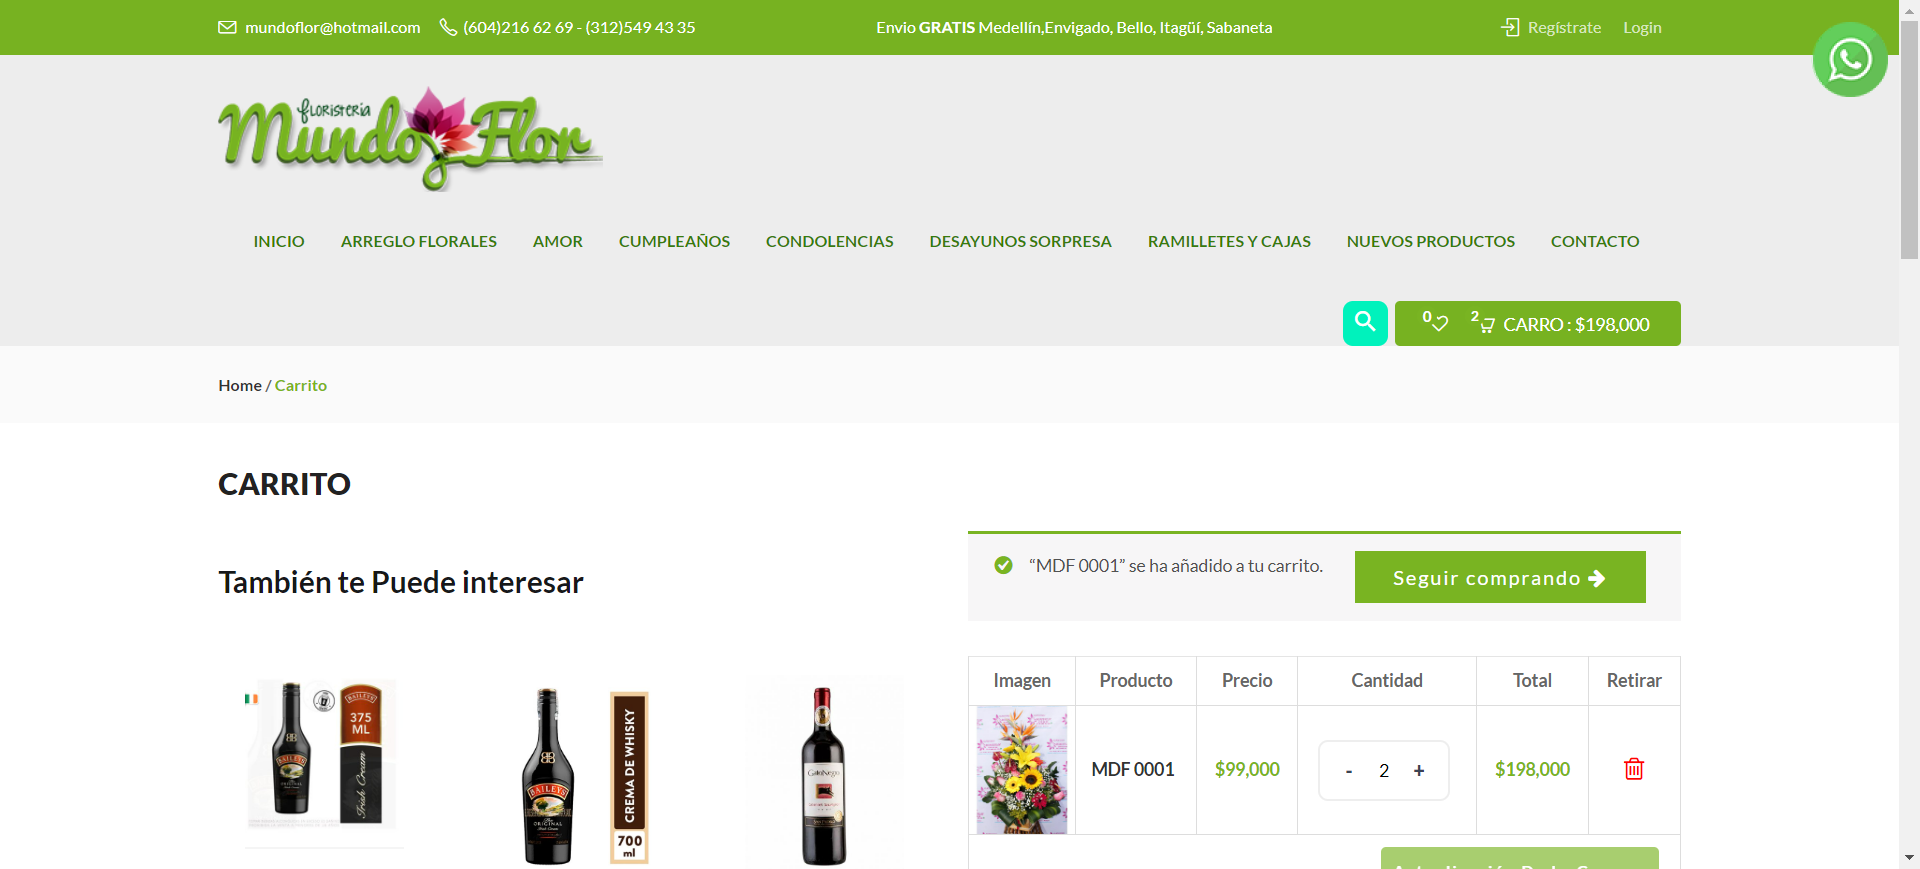 mundoflor@hotmail.com (604)216 62 69 - (312)549 43 35 Envio GRATIS Medellín,Envigado, Bello, Itagüí, Sabaneta Regístrate Login
floristería
Mundo Flor
INICIO ARREGLO FLORALES AMOR CUMPLEAÑOS CONDOLENCIAS DESAYUNOS SORPRESA RAMILLETES Y CAJAS NUEVOS PRODUCTOS CONTACTO
0 2 CARRO : $198,000
Home / Carrito
CARRITO
“MDF 0001” se ha añadido a tu carrito. Seguir comprando
También te Puede interesar
Imagen Producto Precio Cantidad Total Retirar
MDF 0001 $99,000 - 2 + $198,000
BAILEYS
375
ML
Irish Cream
BAILEYS
ORIGINAL
CREMA DE WHISKY
700
ml
GatoNegro